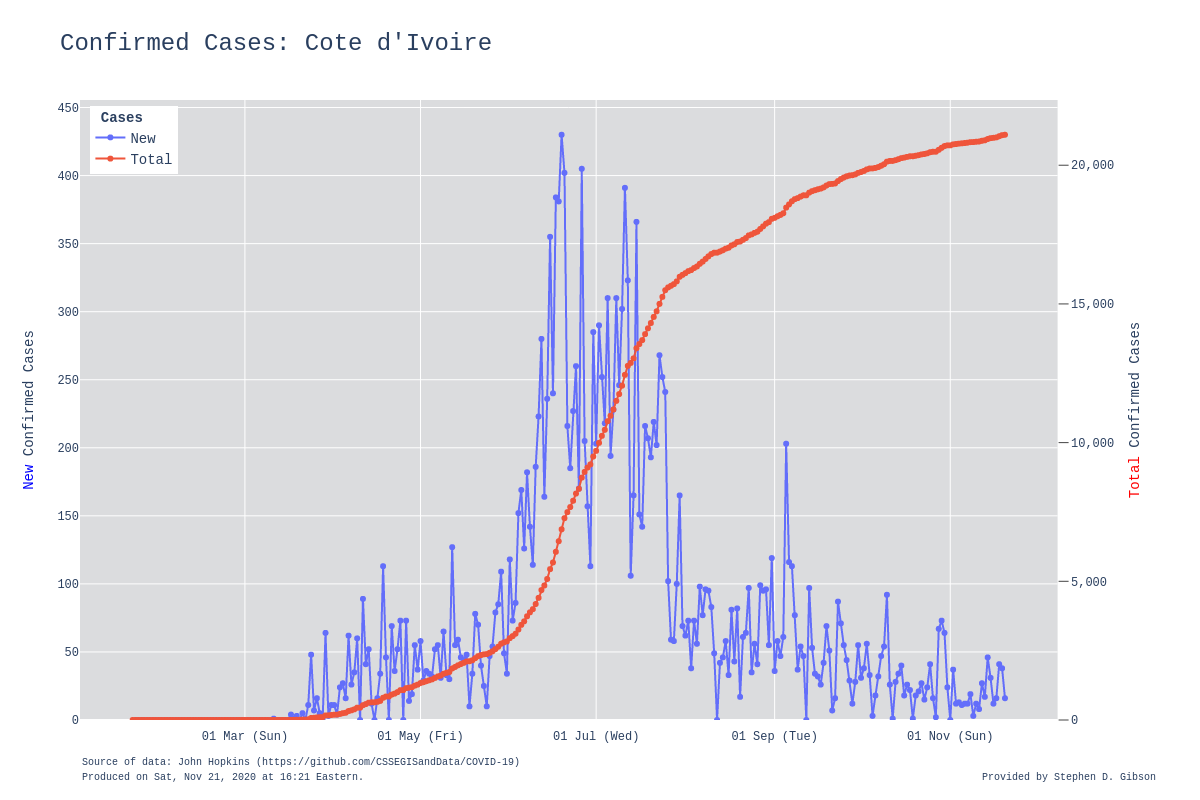 Confirmed Cases: Cote d'Ivoire
Cases
New
Total
450
400
350
300
250
200
150
100
50
0
New Confirmed Cases
20,000
15,000
10,000
5,000
0
Total Confirmed Cases
01 Mar (Sun)
01 May (Fri)
01 Jul (Wed)
01 Sep (Tue)
01 Nov (Sun)
Source of data: John Hopkins (https://github.com/CSSEGISandData/COVID-19)
Produced on Sat, Nov 21, 2020 at 16:21 Eastern.
Provided by Stephen D. Gibson